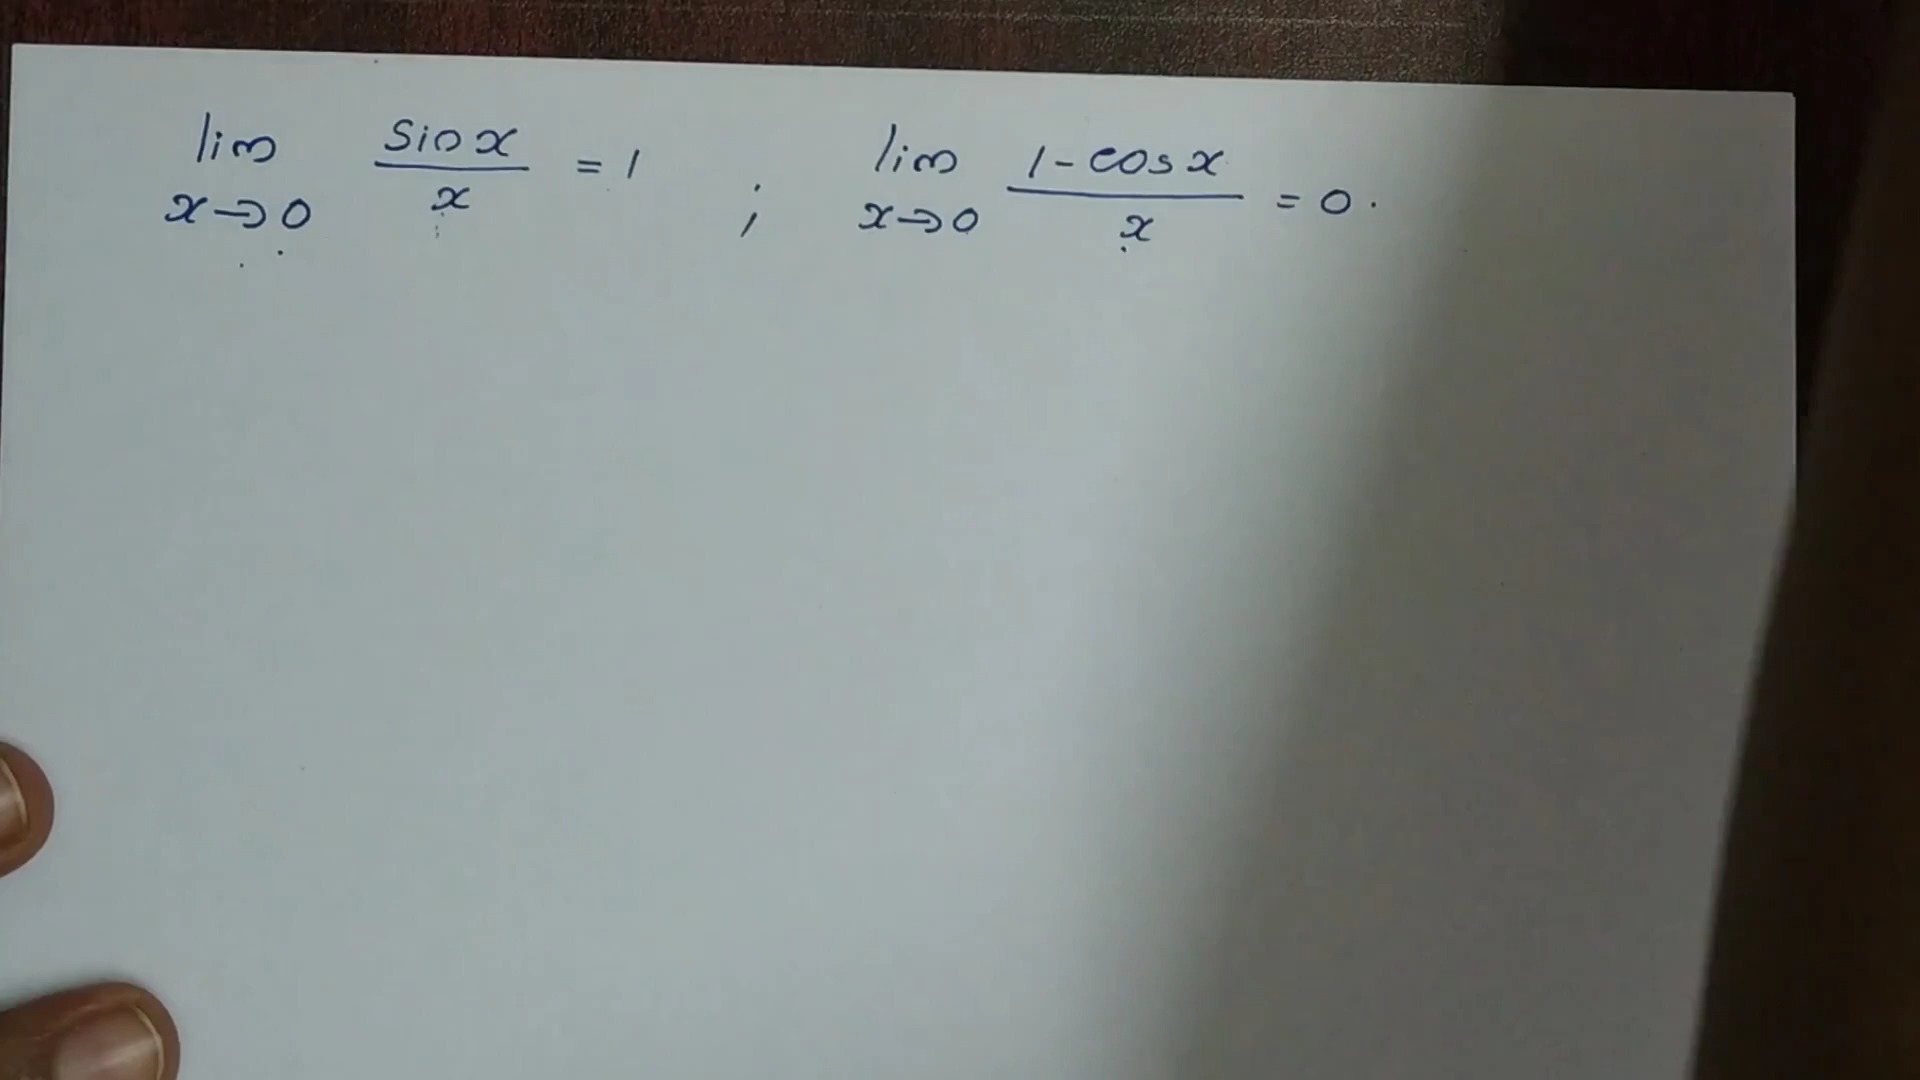 lim x→0 sin x / x = 1 ; lim x→0 1 - cos x / x = 0.